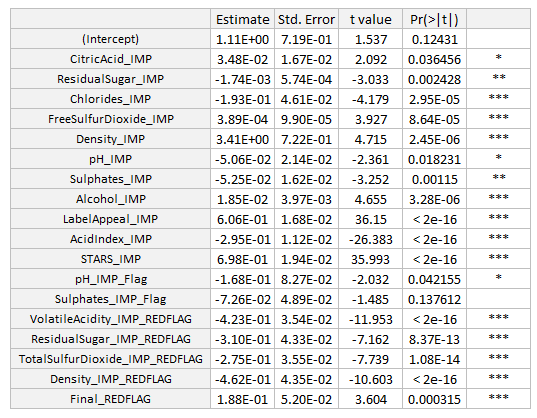 Estimate Std. Error t value Pr(>|t|)
(Intercept) 1.11E+00 7.19E-01 1.537 0.12431
CitricAcid_IMP 3.48E-02 1.67E-02 2.092 0.036456 *
ResidualSugar_IMP -1.74E-03 5.74E-04 -3.033 0.002428 **
Chlorides_IMP -1.93E-01 4.61E-02 -4.179 2.95E-05 ***
FreeSulfurDioxide_IMP 3.89E-04 9.90E-05 3.927 8.64E-05 ***
Density_IMP 3.41E+00 7.22E-01 4.715 2.45E-06 ***
pH_IMP -5.06E-02 2.14E-02 -2.361 0.018231 *
Sulphates_IMP -5.25E-02 1.62E-02 -3.252 0.00115 **
Alcohol_IMP 1.85E-02 3.97E-03 4.655 3.28E-06 ***
LabelAppeal_IMP 6.06E-01 1.68E-02 36.15 < 2e-16 ***
AcidIndex_IMP -2.95E-01 1.12E-02 -26.383 < 2e-16 ***
STARS_IMP 6.98E-01 1.94E-02 35.993 < 2e-16 ***
pH_IMP_Flag -1.68E-01 8.27E-02 -2.032 0.042155 *
Sulphates_IMP_Flag -7.26E-02 4.89E-02 -1.485 0.137612
VolatileAcidity_IMP_REDFLAG -4.23E-01 3.54E-02 -11.953 < 2e-16 ***
ResidualSugar_IMP_REDFLAG -3.10E-01 4.33E-02 -7.162 8.37E-13 ***
TotalSulfurDioxide_IMP_REDFLAG -2.75E-01 3.55E-02 -7.739 1.08E-14 ***
Density_IMP_REDFLAG -4.62E-01 4.35E-02 -10.603 < 2e-16 ***
Final_REDFLAG 1.88E-01 5.20E-02 3.604 0.000315 ***